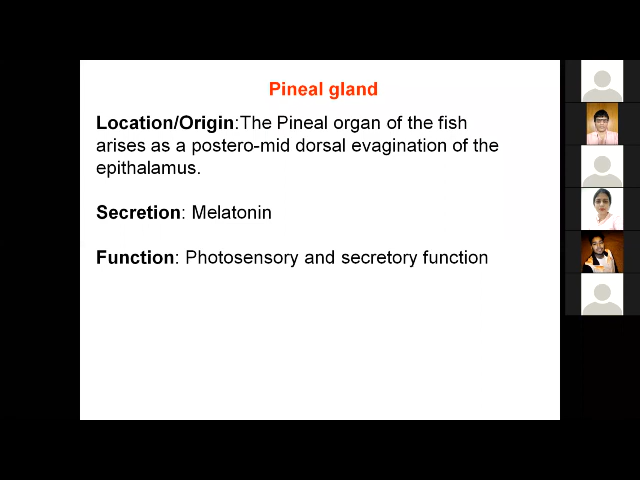 Pineal gland
Location/Origin:The Pineal organ of the fish
arises as a postero-mid dorsal evagination of the
epithalamus.
Secretion: Melatonin
Function: Photosensory and secretory function